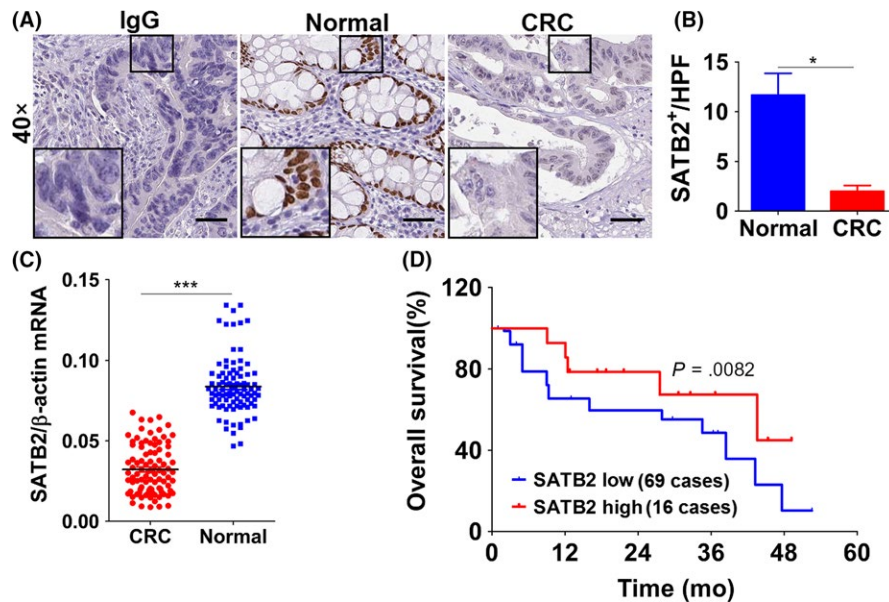 (A)
IgG
Normal
CRC
40×
(B)
*
SATB2⁺/HPF
15
10
5
0
Normal
CRC
(C)
***
SATB2/β-actin mRNA
0.15
0.10
0.05
0.00
CRC
Normal
(D)
Overall survival(%)
120
80
40
0
P = .0082
SATB2 low (69 cases)
SATB2 high (16 cases)
0 12 24 36 48 60
Time (mo)